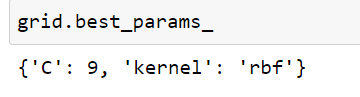 grid.best_params_
{'C': 9, 'kernel': 'rbf'}